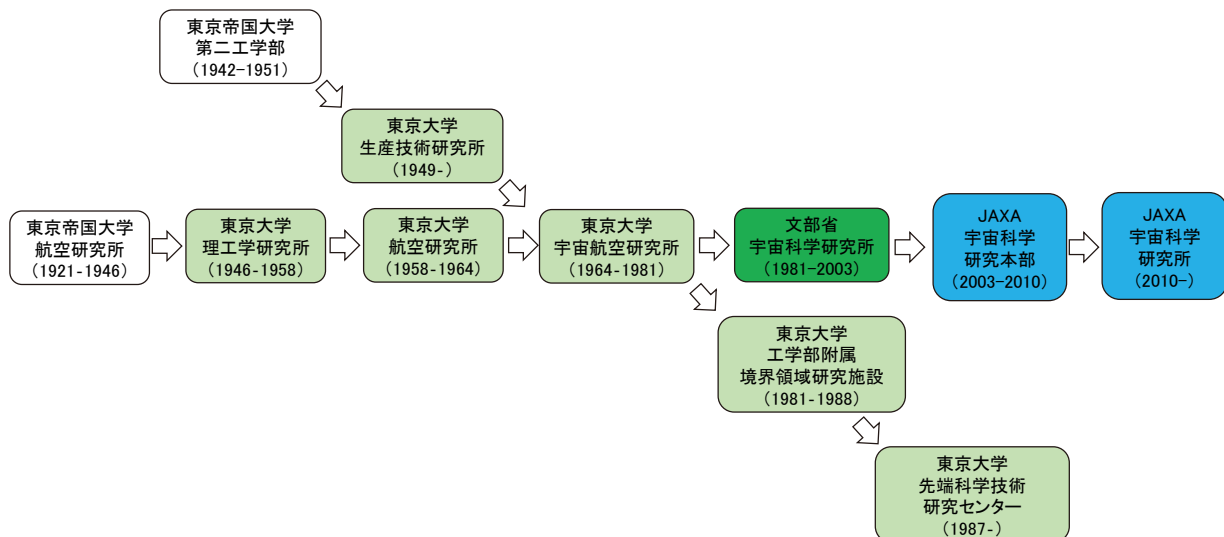 東京帝国大学
第二工学部
(1942-1951)
東京大学
生産技術研究所
(1949-)
東京帝国大学
航空研究所
(1921-1946)
東京大学
理工学研究所
(1946-1958)
東京大学
航空研究所
(1958-1964)
東京大学
宇宙航空研究所
(1964-1981)
文部省
宇宙科学研究所
(1981-2003)
JAXA
宇宙科学
研究本部
(2003-2010)
JAXA
宇宙科学
研究所
(2010-)
東京大学
工学部附属
境界領域研究施設
(1981-1988)
東京大学
先端科学技術
研究センター
(1987-)